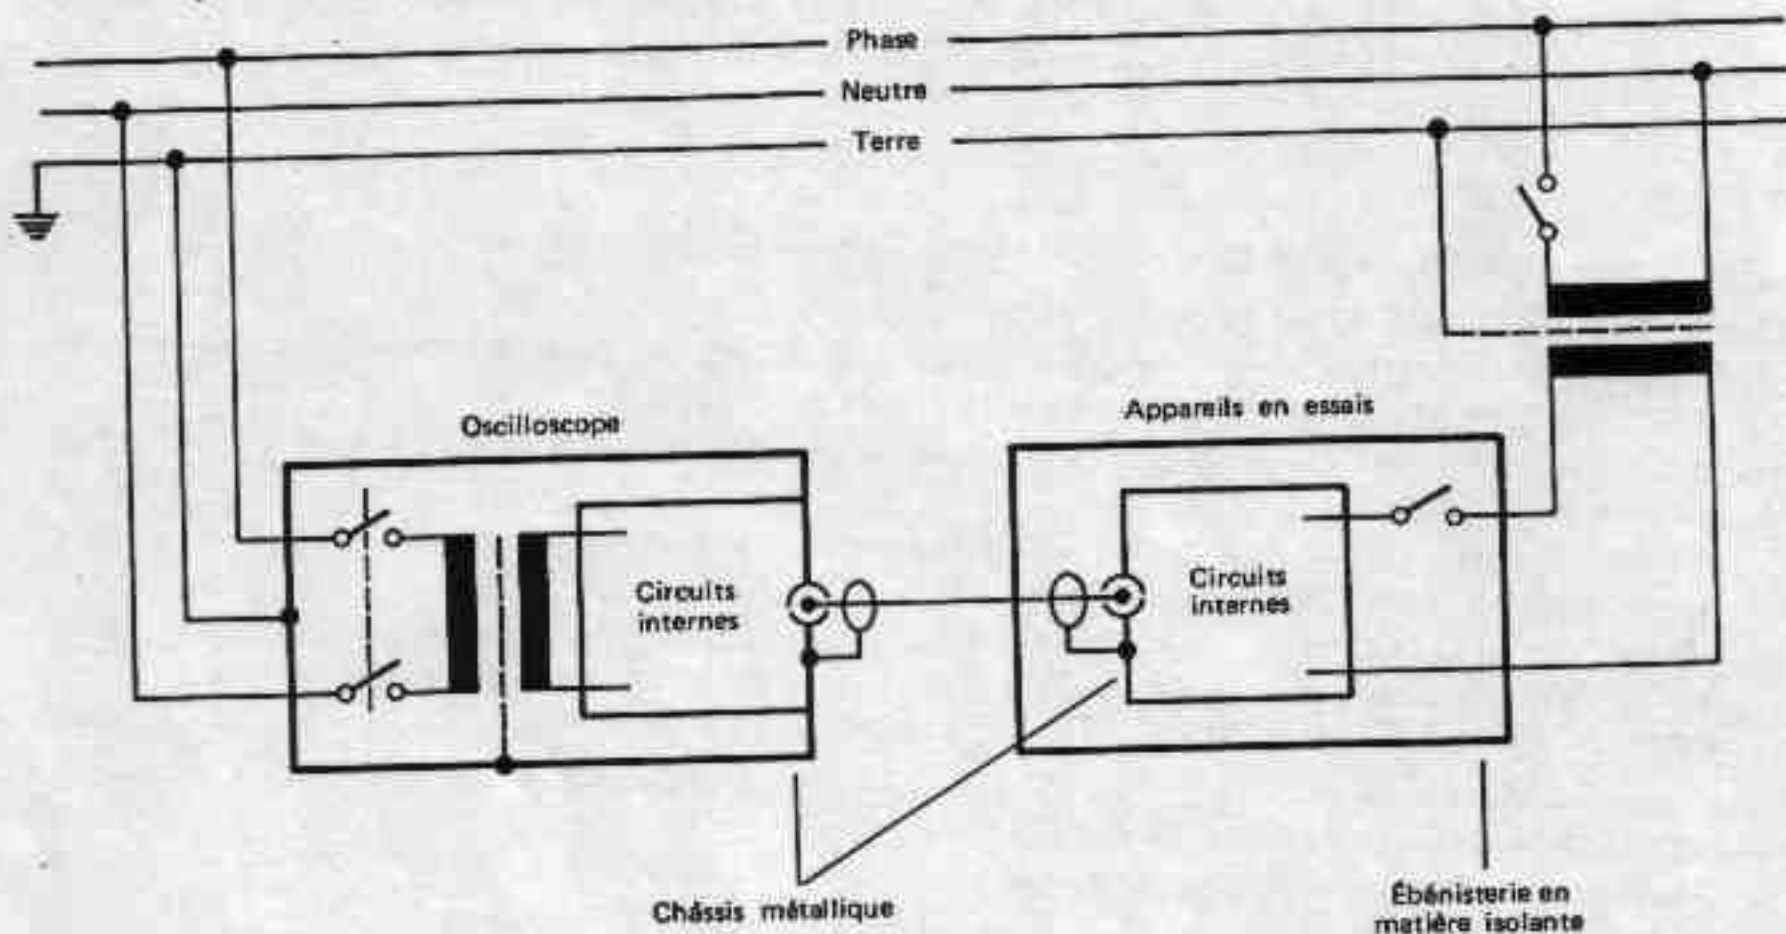 Phase
Neutre
Terre
Oscilloscope
Appareils en essais
Circuits
internes
Circuits
internes
Châssis métallique
Ébénisterie en
matière isolante